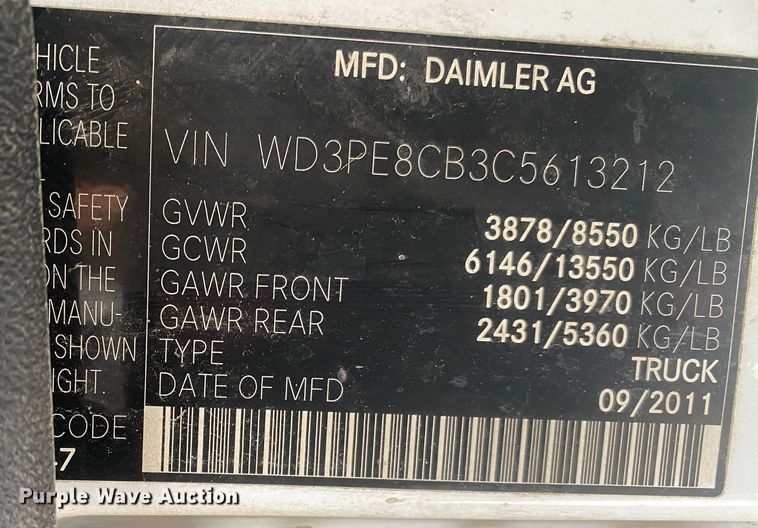 HICLE
RMS TO
LICABLE
SAFETY
RDS IN
ON THE
MANU-
SHOWN
IGHT.
CODE
47
MFD: DAIMLER AG
VIN WD3PE8CB3C5613212
GVWR 3878/8550 KG/LB
GCWR 6146/13550 KG/LB
GAWR FRONT 1801/3970 KG/LB
GAWR REAR 2431/5360 KG/LB
TYPE TRUCK
DATE OF MFD 09/2011
Purple Wave Auction